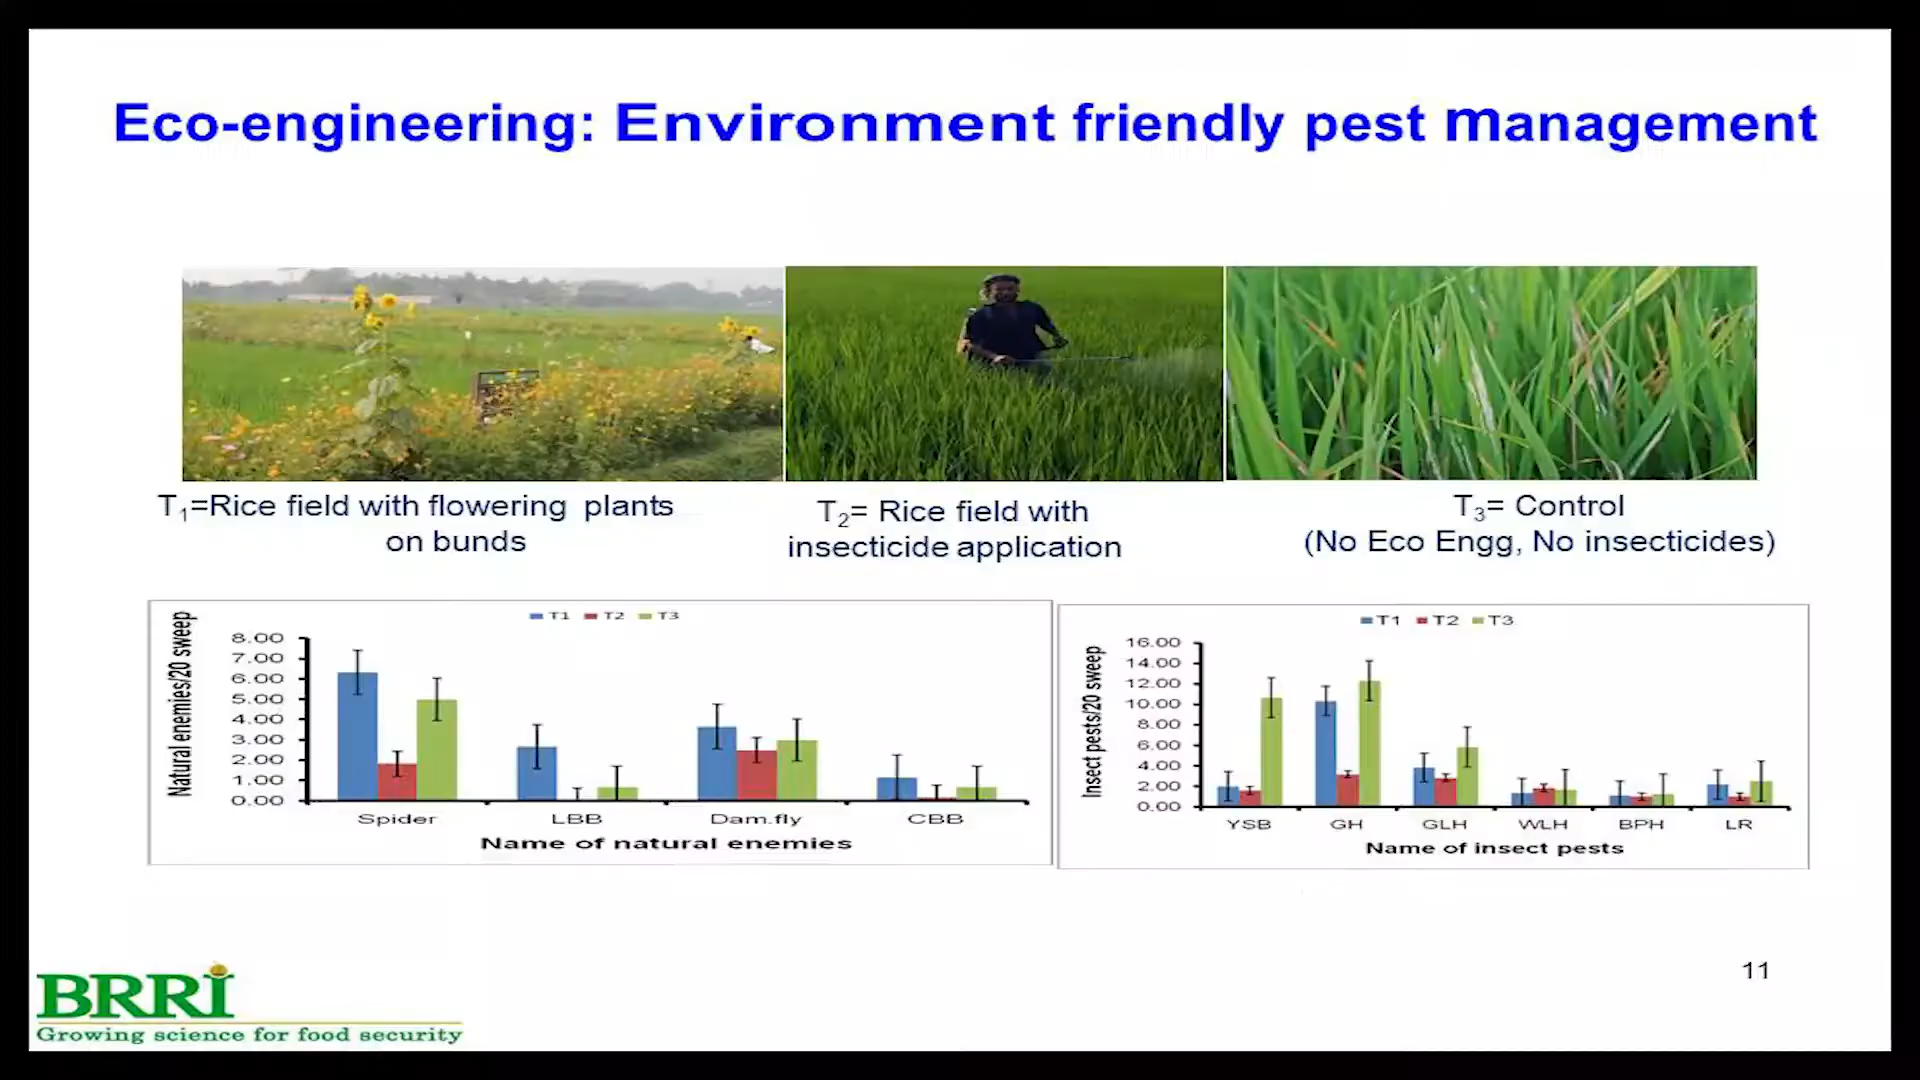 Eco-engineering: Environment friendly pest management
T1=Rice field with flowering plants
on bunds
T2= Rice field with
insecticide application
T3= Control
(No Eco Engg, No insecticides)
T1 T2 T3
Natural enemies/20 sweep
8.00
7.00
6.00
5.00
4.00
3.00
2.00
1.00
0.00
Spider LBB Dam.fly CBB
Name of natural enemies
T1 T2 T3
Insect pests/20 sweep
16.00
14.00
12.00
10.00
8.00
6.00
4.00
2.00
0.00
YSB GH GLH WLH BPH LR
Name of insect pests
11
BRRI
Growing science for food security